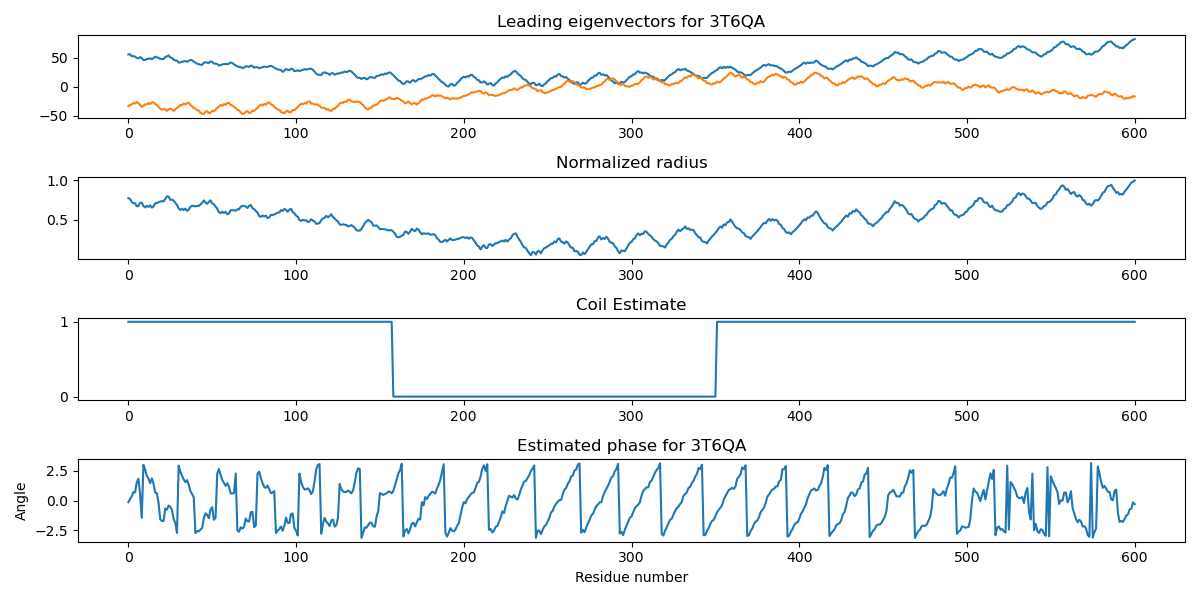 Leading eigenvectors for 3T6QA
50
0
−50
0 100 200 300 400 500 600
Normalized radius
1.0
0.5
0 100 200 300 400 500 600
Coil Estimate
1
0
0 100 200 300 400 500 600
Estimated phase for 3T6QA
Angle
2.5
0.0
−2.5
0 100 200 300 400 500 600
Residue number